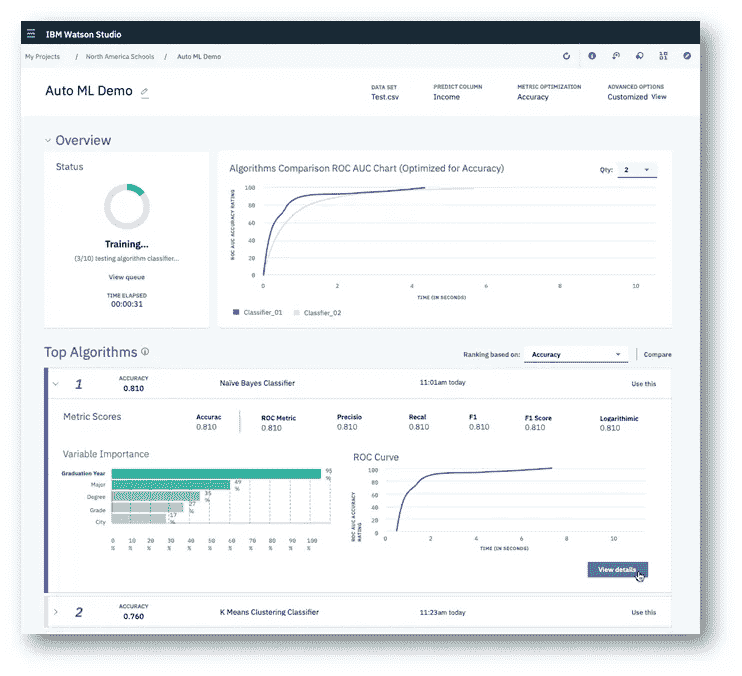 IBM Watson Studio
My Projects / North America Schools / Auto ML Demo
Auto ML Demo
DATA SET
Test.csv
PREDICT COLUMN
Income
METRIC OPTIMIZATION
Accuracy
ADVANCED OPTIONS
Customized View
Overview
Status
Training...
(3/10) testing algorithm classifier...
View queue
TIME ELAPSED
00:00:31
Algorithms Comparison ROC AUC Chart (Optimized for Accuracy)
Qty: 2
ROC AUC ACCURACY RATING
100
80
60
40
20
0
0 2 4 6 8 10
TIME (IN SECONDS)
Classifier_01 Classfier_02
Top Algorithms
Ranking based on: Accuracy Compare
1 ACCURACY 0.810 Naïve Bayes Classifier 11:01am today Use this
Metric Scores
Accurac
0.810
ROC Metric
0.810
Precisio
0.810
Recal
0.810
F1
0.810
F1 Score
0.810
Logarithimic
0.810
Variable Importance
Graduation Year 95 %
Major 49 %
Degree 35 %
Grade 27 %
City 17 %
0 10 20 30 40 50 60 70 80 90 100
% % % % % % % % % % %
ROC Curve
ROC AUC ACCURACY RATING
100
80
60
40
20
0
0 2 4 6 8 10
TIME (IN SECONDS)
View details
2 ACCURACY 0.760 K Means Clustering Classifier 11:23am today Use this